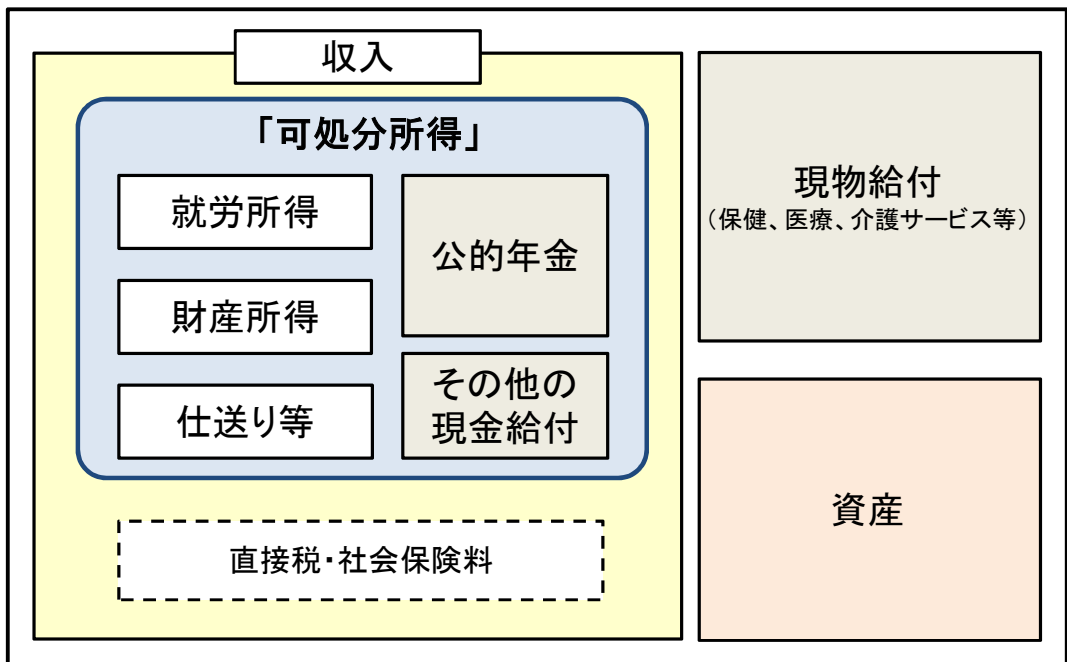 収入
「可処分所得」
就労所得
財産所得
仕送り等
公的年金
その他の
現金給付
直接税・社会保険料
現物給付
（保健、医療、介護サービス等）
資産